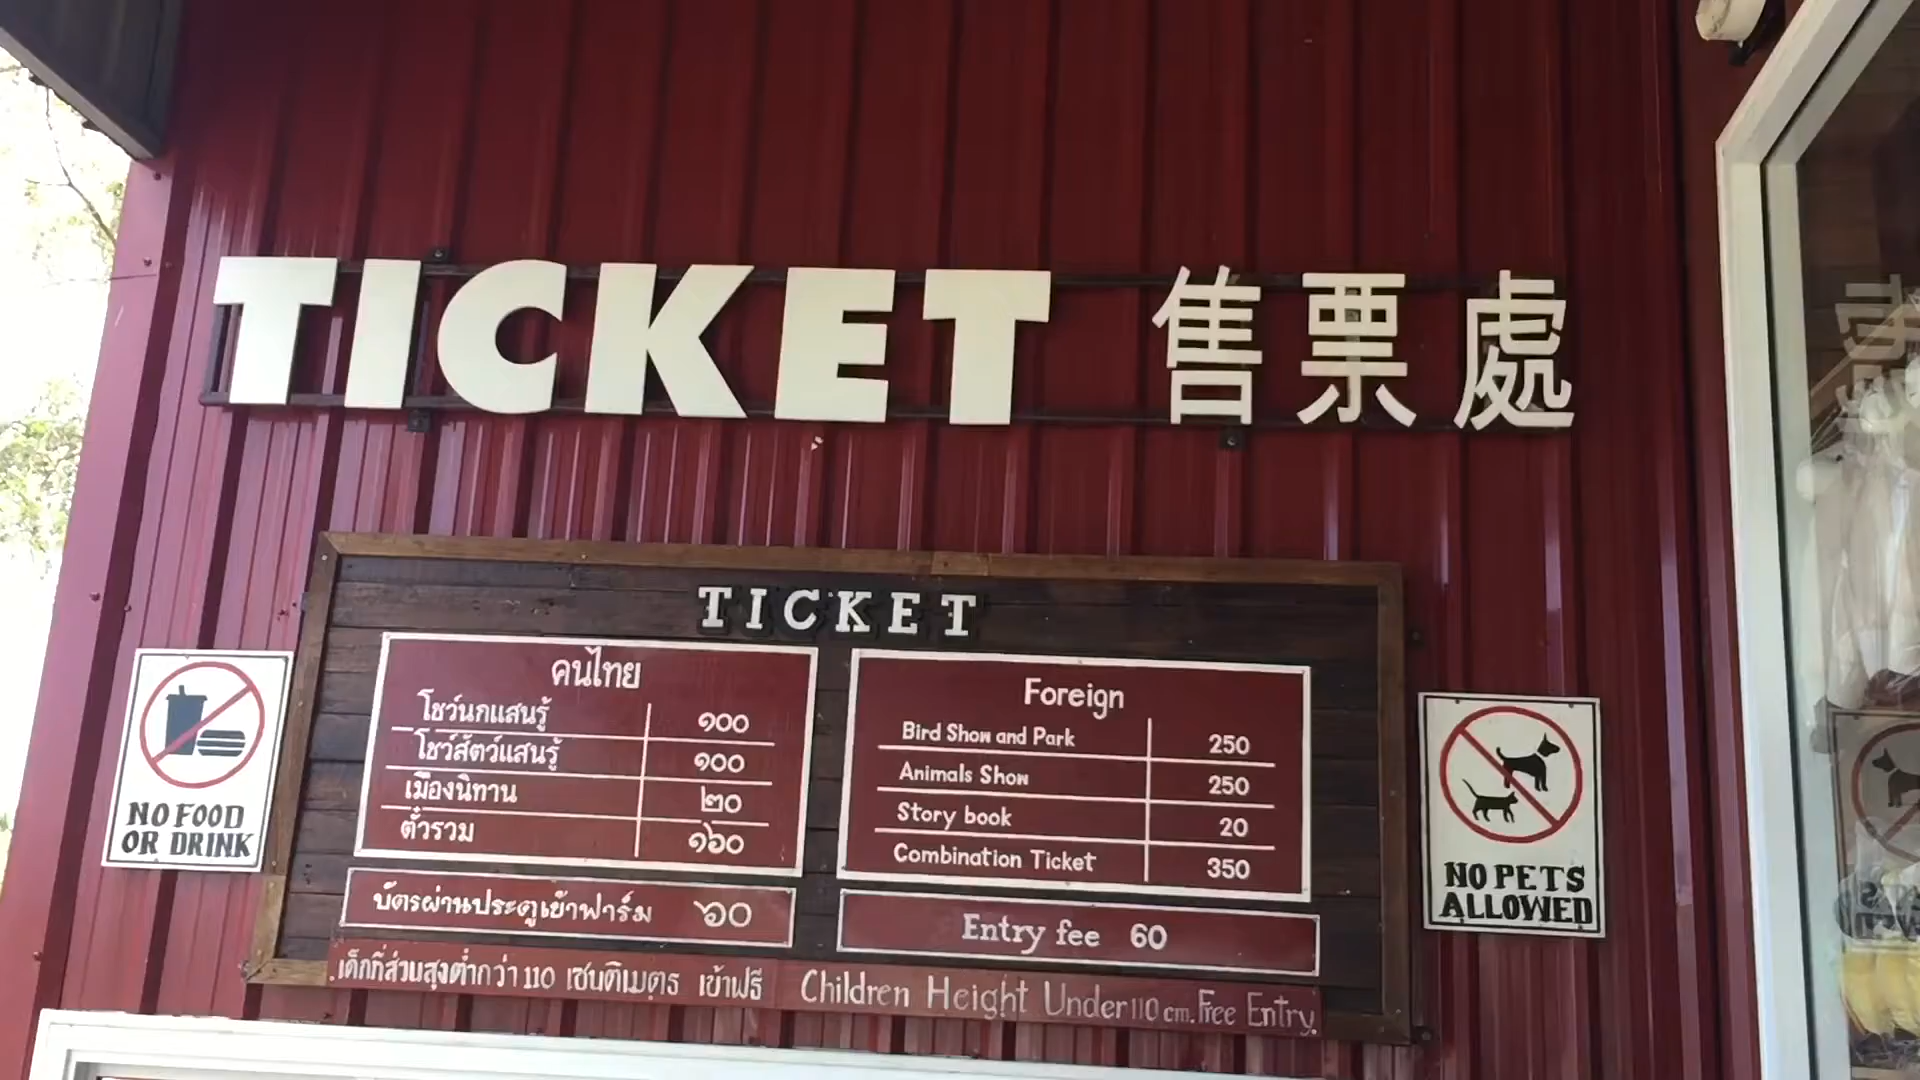 TICKET 售票處
TICKET
คนไทย
โชว์นกแสนรู้ ๑๐๐
โชว์สัตว์แสนรู้ ๑๐๐
เมืองนิทาน ๒๐
ตั๋วรวม ๑๖๐
บัตรผ่านประตูเข้าฟาร์ม ๖๐
Foreign
Bird Show and Park 250
Animals Show 250
Story book 20
Combination Ticket 350
Entry fee 60
เด็กที่ส่วนสูงต่ำกว่า 110 เซนติเมตร เข้าฟรี
Children Height Under 110 cm. Free Entry.
NO FOOD
OR DRINK
NO PETS
ALLOWED